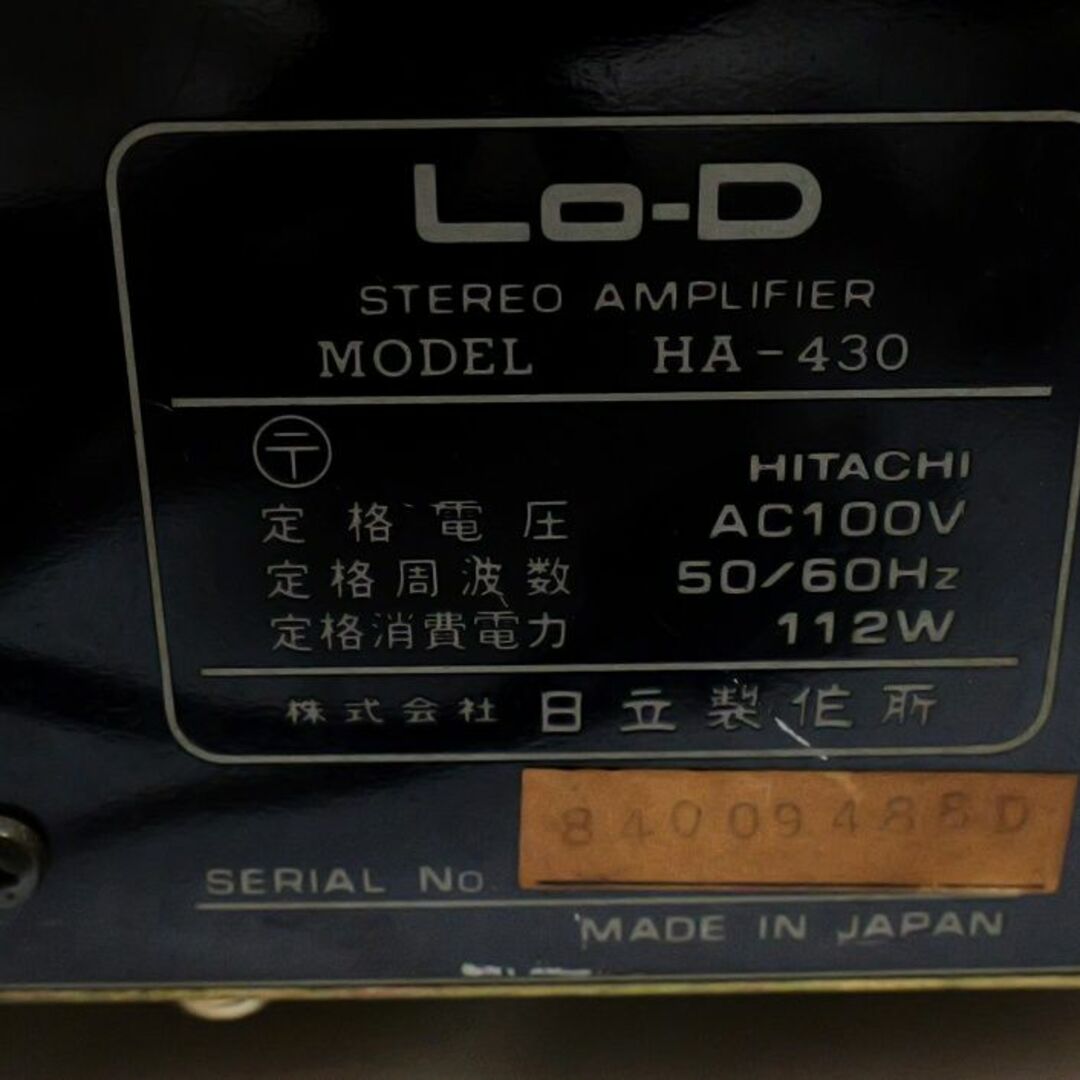 Lo-D
STEREO AMPLIFIER
MODEL HA-430
〒 HITACHI
定格電圧 AC100V
定格周波数 50/60Hz
定格消費電力 112W
株式会社 日立製作所
SERIAL No
MADE IN JAPAN